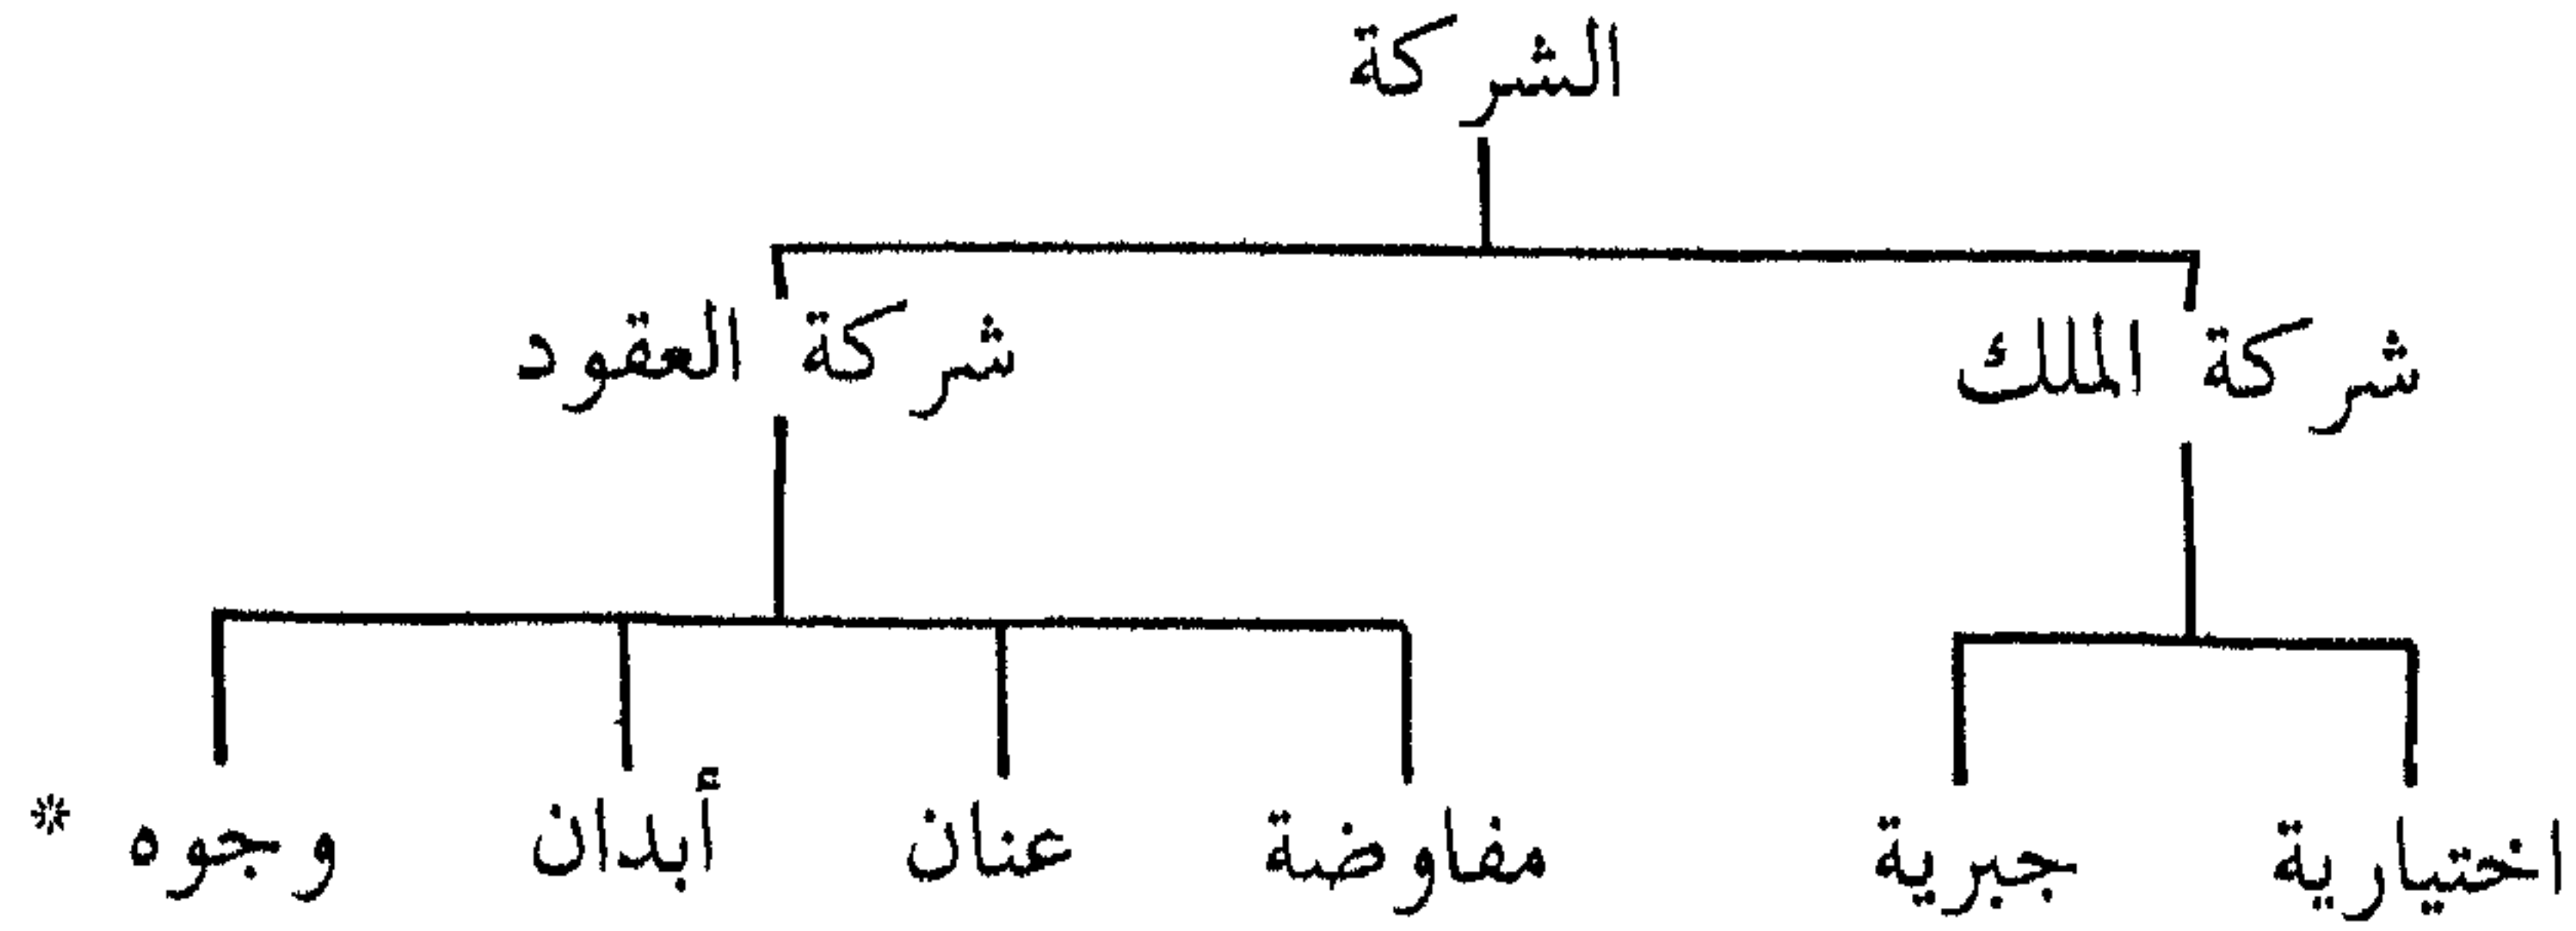 الشركة
شركة الملك شركة العقود
اختيارية جبرية مفاوضة عنان أبدان وجوه *